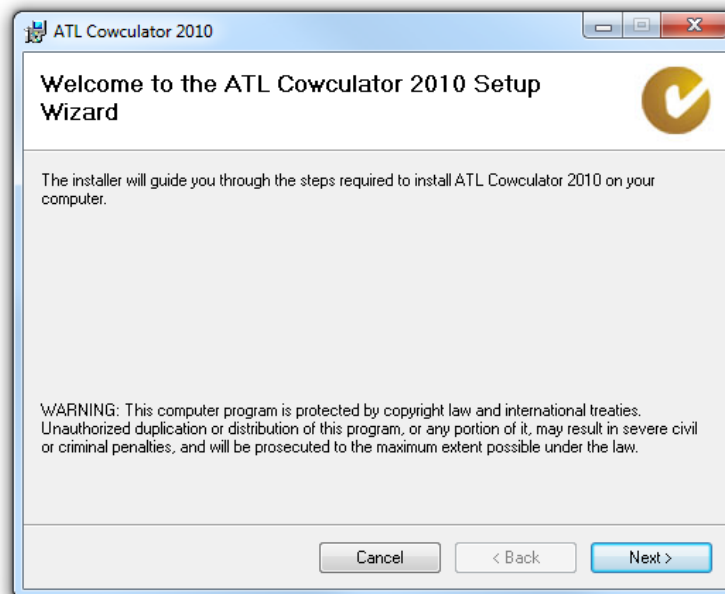 ATL Cowculator 2010
Welcome to the ATL Cowculator 2010 Setup
Wizard
The installer will guide you through the steps required to install ATL Cowculator 2010 on your
computer.
WARNING: This computer program is protected by copyright law and international treaties.
Unauthorized duplication or distribution of this program, or any portion of it, may result in severe civil
or criminal penalties, and will be prosecuted to the maximum extent possible under the law.
Cancel
< Back
Next >